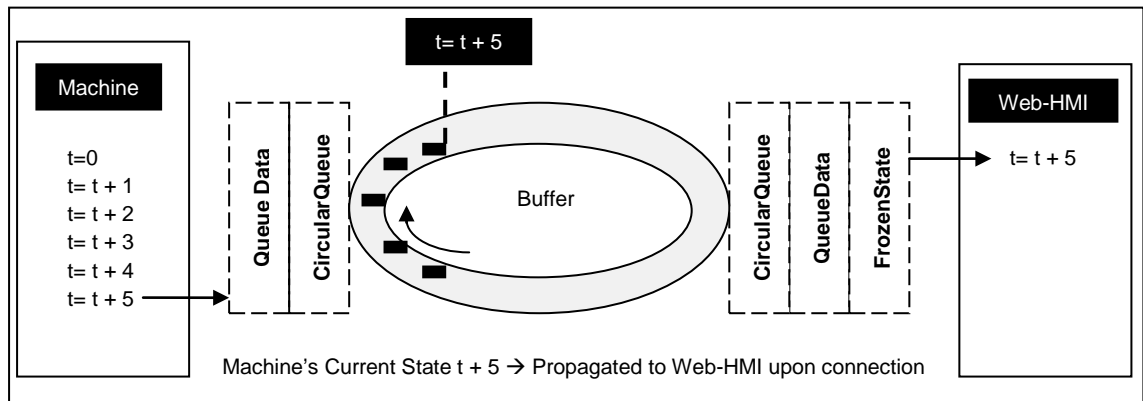 t= t + 5
Machine
t=0
t= t + 1
t= t + 2
t= t + 3
t= t + 4
t= t + 5
Queue Data
CircularQueue
Buffer
CircularQueue
QueueData
FrozenState
Web-HMI
t= t + 5
Machine's Current State t + 5 → Propagated to Web-HMI upon connection